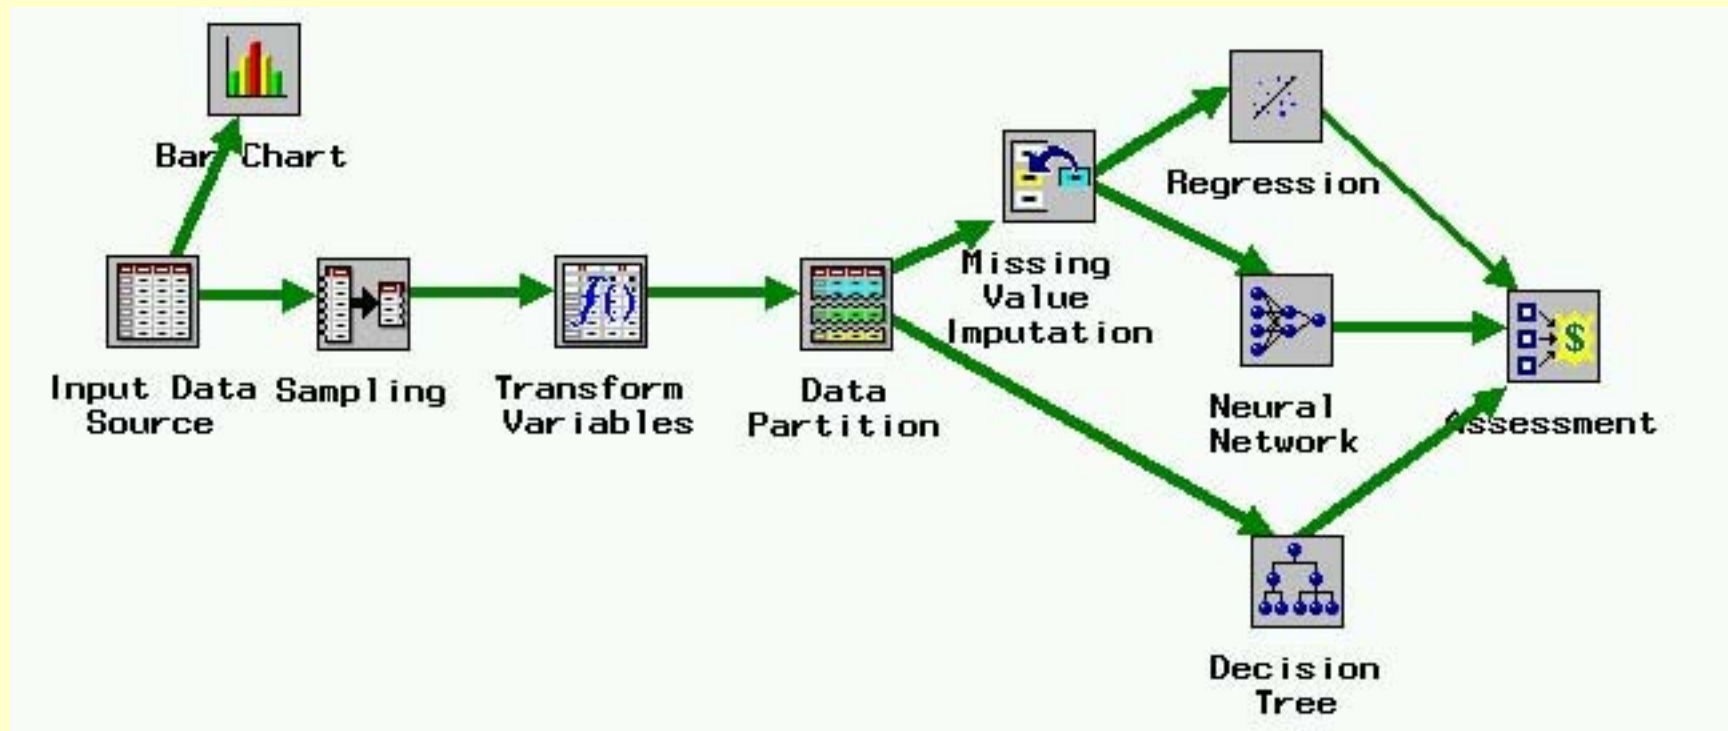 Bar Chart
Input Data
Source
Sampling
Transform
Variables
Data
Partition
Missing
Value
Imputation
Regression
Neural
Network
Decision
Tree
Assessment